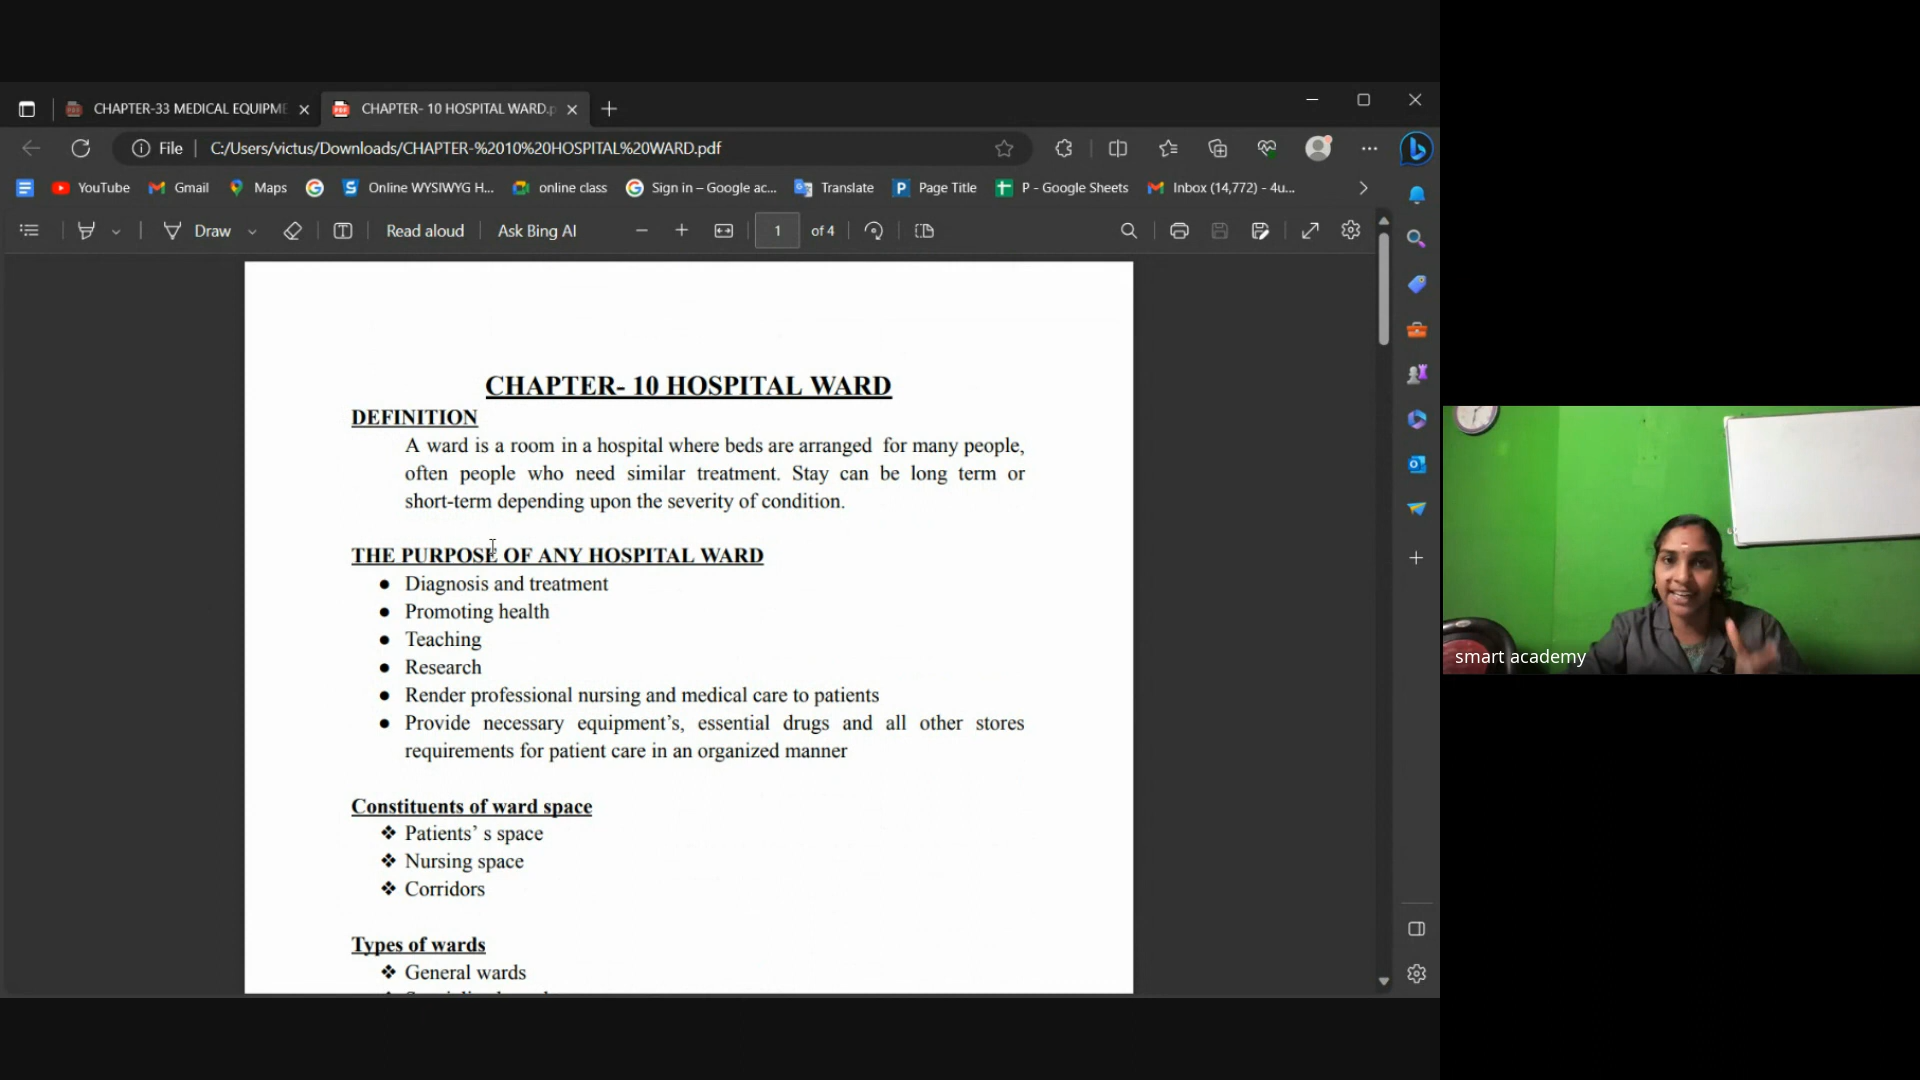 CHAPTER-33 MEDICAL EQUIPME
CHAPTER- 10 HOSPITAL WARD.p
File
C:/Users/victus/Downloads/CHAPTER-%2010%20HOSPITAL%20WARD.pdf
YouTube
Gmail
Maps
Online WYSIWYG H...
online class
Sign in – Google ac...
Translate
Page Title
P - Google Sheets
Inbox (14,772) - 4u...
Draw
Read aloud
Ask Bing AI
1 of 4
CHAPTER- 10 HOSPITAL WARD
DEFINITION
A ward is a room in a hospital where beds are arranged for many people,
often people who need similar treatment. Stay can be long term or
short-term depending upon the severity of condition.
THE PURPOSE OF ANY HOSPITAL WARD
● Diagnosis and treatment
● Promoting health
● Teaching
● Research
● Render professional nursing and medical care to patients
● Provide necessary equipment’s, essential drugs and all other stores
requirements for patient care in an organized manner
Constituents of ward space
❖ Patients’ s space
❖ Nursing space
❖ Corridors
Types of wards
❖ General wards
smart academy